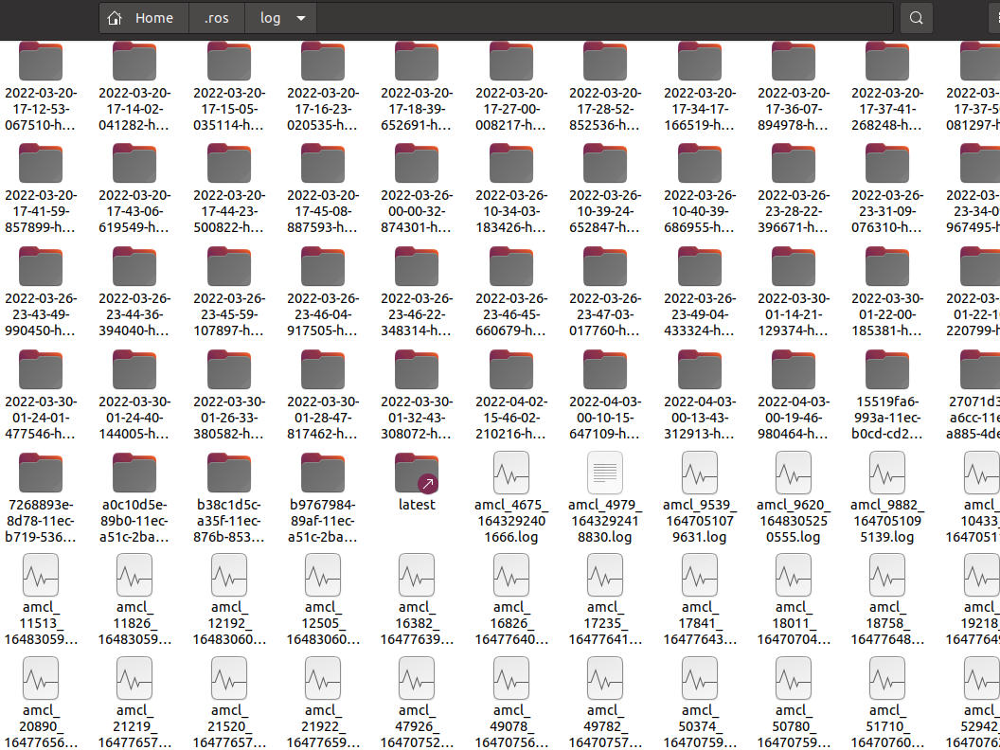 Home
.ros
log
2022-03-20-
17-12-53-
067510-h…
2022-03-20-
17-14-02-
041282-h…
2022-03-20-
17-15-05-
035114-h…
2022-03-20-
17-16-23-
020535-h…
2022-03-20-
17-18-39-
652691-h…
2022-03-20-
17-27-00-
008217-h…
2022-03-20-
17-28-52-
852536-h…
2022-03-20-
17-34-17-
166519-h…
2022-03-20-
17-36-07-
894978-h…
2022-03-20-
17-37-41-
268248-h…
2022-03-
17-37-5
081297-h
2022-03-20-
17-41-59-
857899-h…
2022-03-20-
17-43-06-
619549-h…
2022-03-20-
17-44-23-
500822-h…
2022-03-20-
17-45-08-
887593-h…
2022-03-26-
00-00-32-
874301-h…
2022-03-26-
10-34-03-
183426-h…
2022-03-26-
10-39-24-
652847-h…
2022-03-26-
10-40-39-
686955-h…
2022-03-26-
23-28-22-
396671-h…
2022-03-26-
23-31-09-
076310-h…
2022-03-
23-34-0
967495-h
2022-03-26-
23-43-49-
990450-h…
2022-03-26-
23-44-36-
394040-h…
2022-03-26-
23-45-59-
107897-h…
2022-03-26-
23-46-04-
917505-h…
2022-03-26-
23-46-22-
348314-h…
2022-03-26-
23-46-45-
660679-h…
2022-03-26-
23-47-03-
017760-h…
2022-03-26-
23-49-04-
433324-h…
2022-03-30-
01-14-21-
129374-h…
2022-03-30-
01-22-00-
185381-h…
2022-03-
01-22-1
220799-h
2022-03-30-
01-24-01-
477546-h…
2022-03-30-
01-24-40-
144005-h…
2022-03-30-
01-26-33-
380582-h…
2022-03-30-
01-28-47-
817462-h…
2022-03-30-
01-32-43-
308072-h…
2022-04-02-
15-46-02-
210216-h…
2022-04-03-
00-10-15-
647109-h…
2022-04-03-
00-13-43-
312913-h…
2022-04-03-
00-19-46-
980464-h…
15519fa6-
993a-11ec-
b0cd-cd2…
27071d3
a6cc-11e
a885-4de
7268893e-
8d78-11ec-
b719-536…
a0c10d5e-
89b0-11ec-
a51c-2ba…
b38c1d5c-
a35f-11ec-
876b-853…
b9767984-
89af-11ec-
a51c-2ba…
latest
amcl_4675_
164329240
1666.log
amcl_4979_
164329241
8830.log
amcl_9539_
164705107
9631.log
amcl_9620_
164830525
0555.log
amcl_9882_
164705109
5139.log
amcl_
10433_
1647051
amcl_
11513_
16483059…
amcl_
11826_
16483059…
amcl_
12192_
16483060…
amcl_
12505_
16483060…
amcl_
16382_
16477639…
amcl_
16826_
16477640…
amcl_
17235_
16477641…
amcl_
17841_
16477643…
amcl_
18011_
16470704…
amcl_
18758_
16477648…
amcl_
19218_
1647764
amcl_
20890_
16477656…
amcl_
21219_
16477657…
amcl_
21520_
16477657…
amcl_
21922_
16477659…
amcl_
47926_
16470752…
amcl_
49078_
16470756…
amcl_
49782_
16470757…
amcl_
50374_
16470759…
amcl_
50780_
16470759…
amcl_
51710_
16470760…
amcl_
52942_
1647076